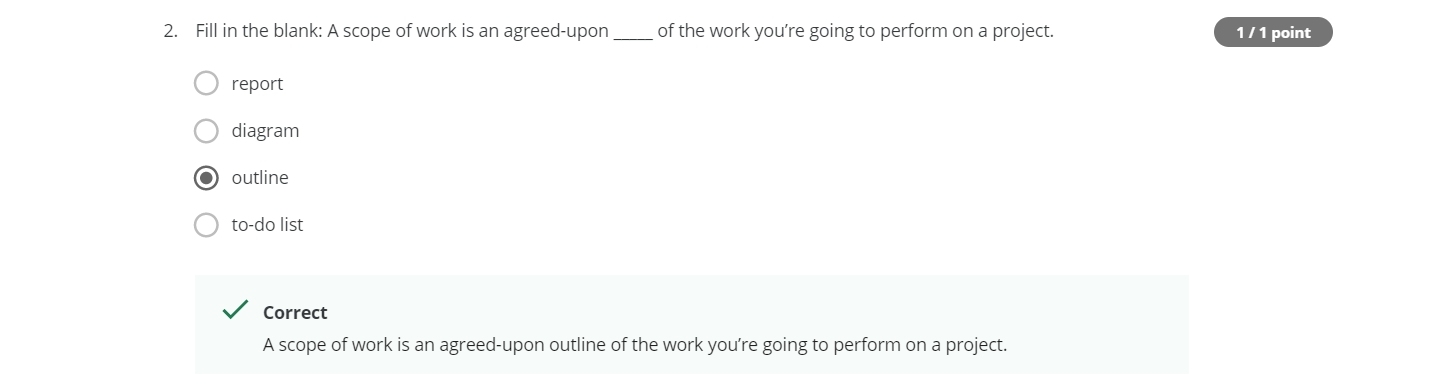 2. Fill in the blank: A scope of work is an agreed-upon _____ of the work you’re going to perform on a project.
1 / 1 point
report
diagram
outline
to-do list
Correct
A scope of work is an agreed-upon outline of the work you’re going to perform on a project.